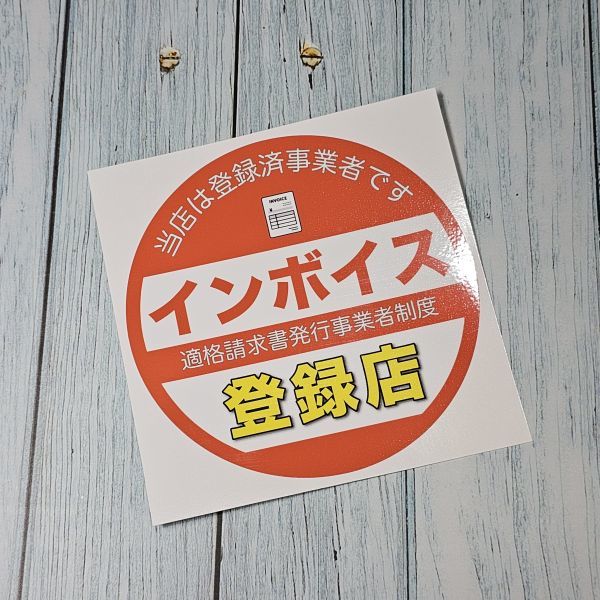 当店は登録済事業者です
INVOICE
インボイス
適格請求書発行事業者制度
登録店